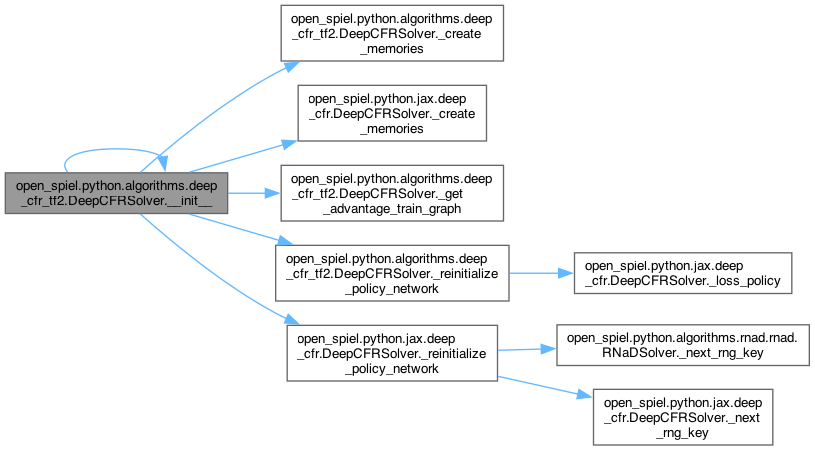 open_spiel.python.algorithms.deep
_cfr_tf2.DeepCFRSolver._create
_memories
open_spiel.python.jax.deep
_cfr.DeepCFRSolver._create
_memories
open_spiel.python.algorithms.deep
_cfr_tf2.DeepCFRSolver.__init__
open_spiel.python.algorithms.deep
_cfr_tf2.DeepCFRSolver._get
_advantage_train_graph
open_spiel.python.algorithms.deep
_cfr_tf2.DeepCFRSolver._reinitialize
_policy_network
open_spiel.python.jax.deep
_cfr.DeepCFRSolver._loss_policy
open_spiel.python.jax.deep
_cfr.DeepCFRSolver._reinitialize
_policy_network
open_spiel.python.algorithms.rnad.rnad.
RNaDSolver._next_rng_key
open_spiel.python.jax.deep
_cfr.DeepCFRSolver._next
_rng_key